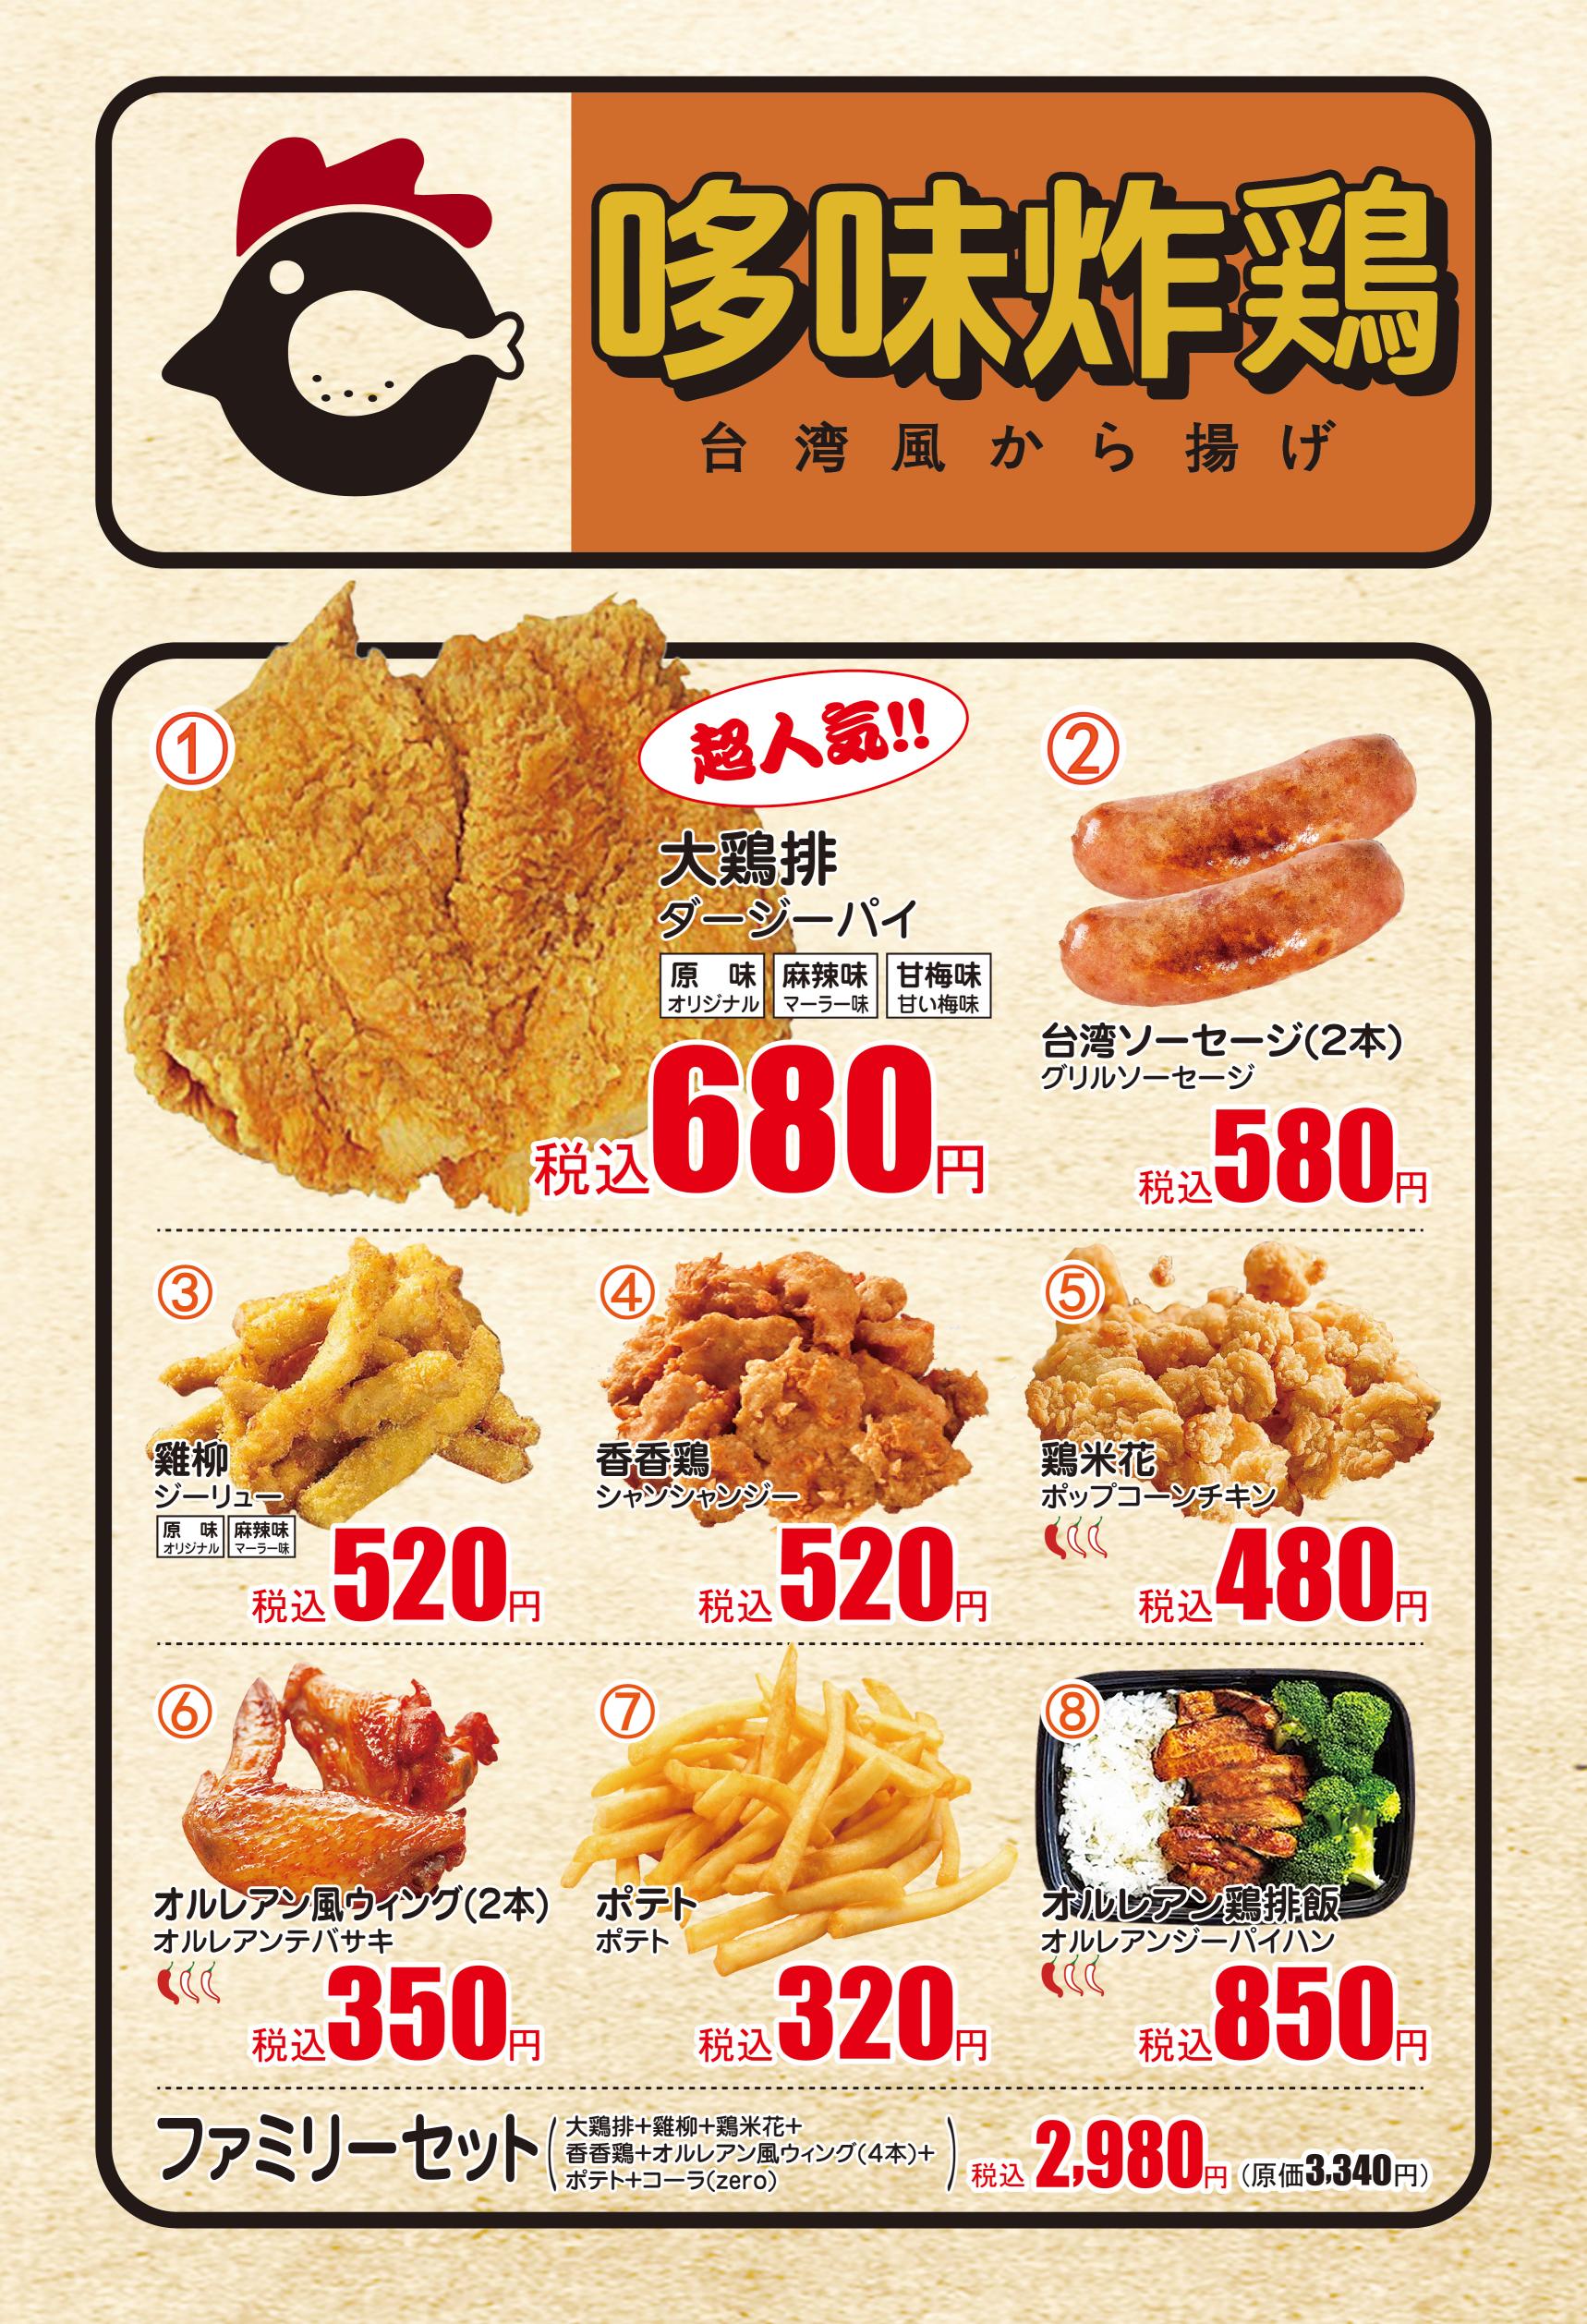 哆味炸鶏
台湾風から揚げ
①
超人気!!
大鶏排
ダージーパイ
原 味 麻辣味 甘梅味
オリジナル マーラー味 甘い梅味
税込680円
②
台湾ソーセージ(2本)
グリルソーセージ
税込580円
③
雞柳
ジーリュー
原 味 麻辣味
オリジナル マーラー味
税込520円
④
香香鶏
シャンシャンジー
税込520円
⑤
鶏米花
ポップコーンチキン
税込480円
⑥
オルレアン風ウィング(2本)
オルレアンテバサキ
税込350円
⑦
ポテト
ポテト
税込320円
⑧
オルレアン鶏排飯
オルレアンジーパイハン
税込850円
ファミリーセット
(大鶏排+雞柳+鶏米花+
香香鶏+オルレアン風ウィング(4本)+
ポテト+コーラ(zero))
税込2,980円(原価3,340円)